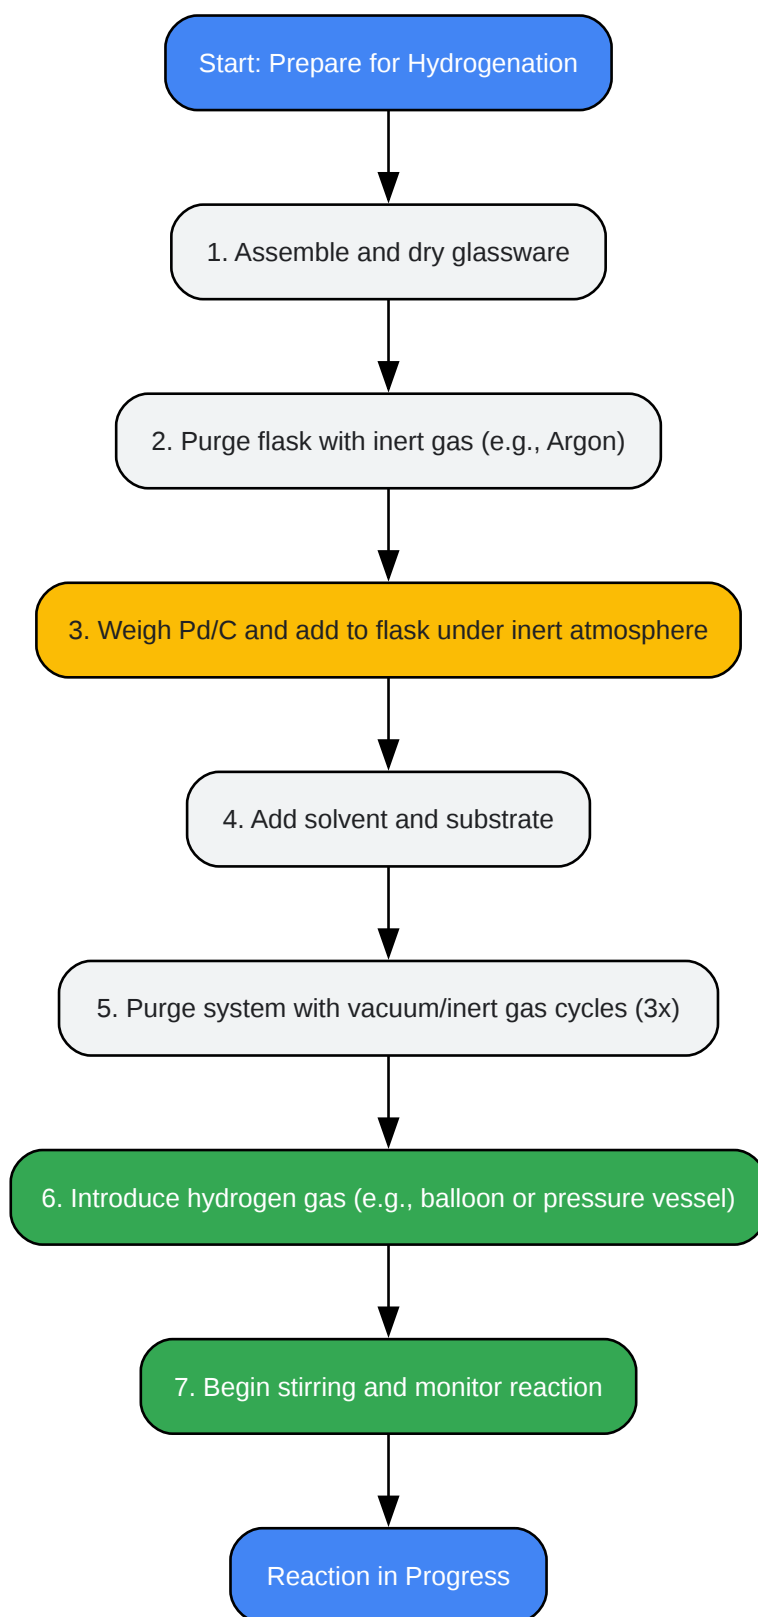 Start: Prepare for Hydrogenation
1. Assemble and dry glassware
2. Purge flask with inert gas (e.g., Argon)
3. Weigh Pd/C and add to flask under inert atmosphere
4. Add solvent and substrate
5. Purge system with vacuum/inert gas cycles (3x)
6. Introduce hydrogen gas (e.g., balloon or pressure vessel)
7. Begin stirring and monitor reaction
Reaction in Progress